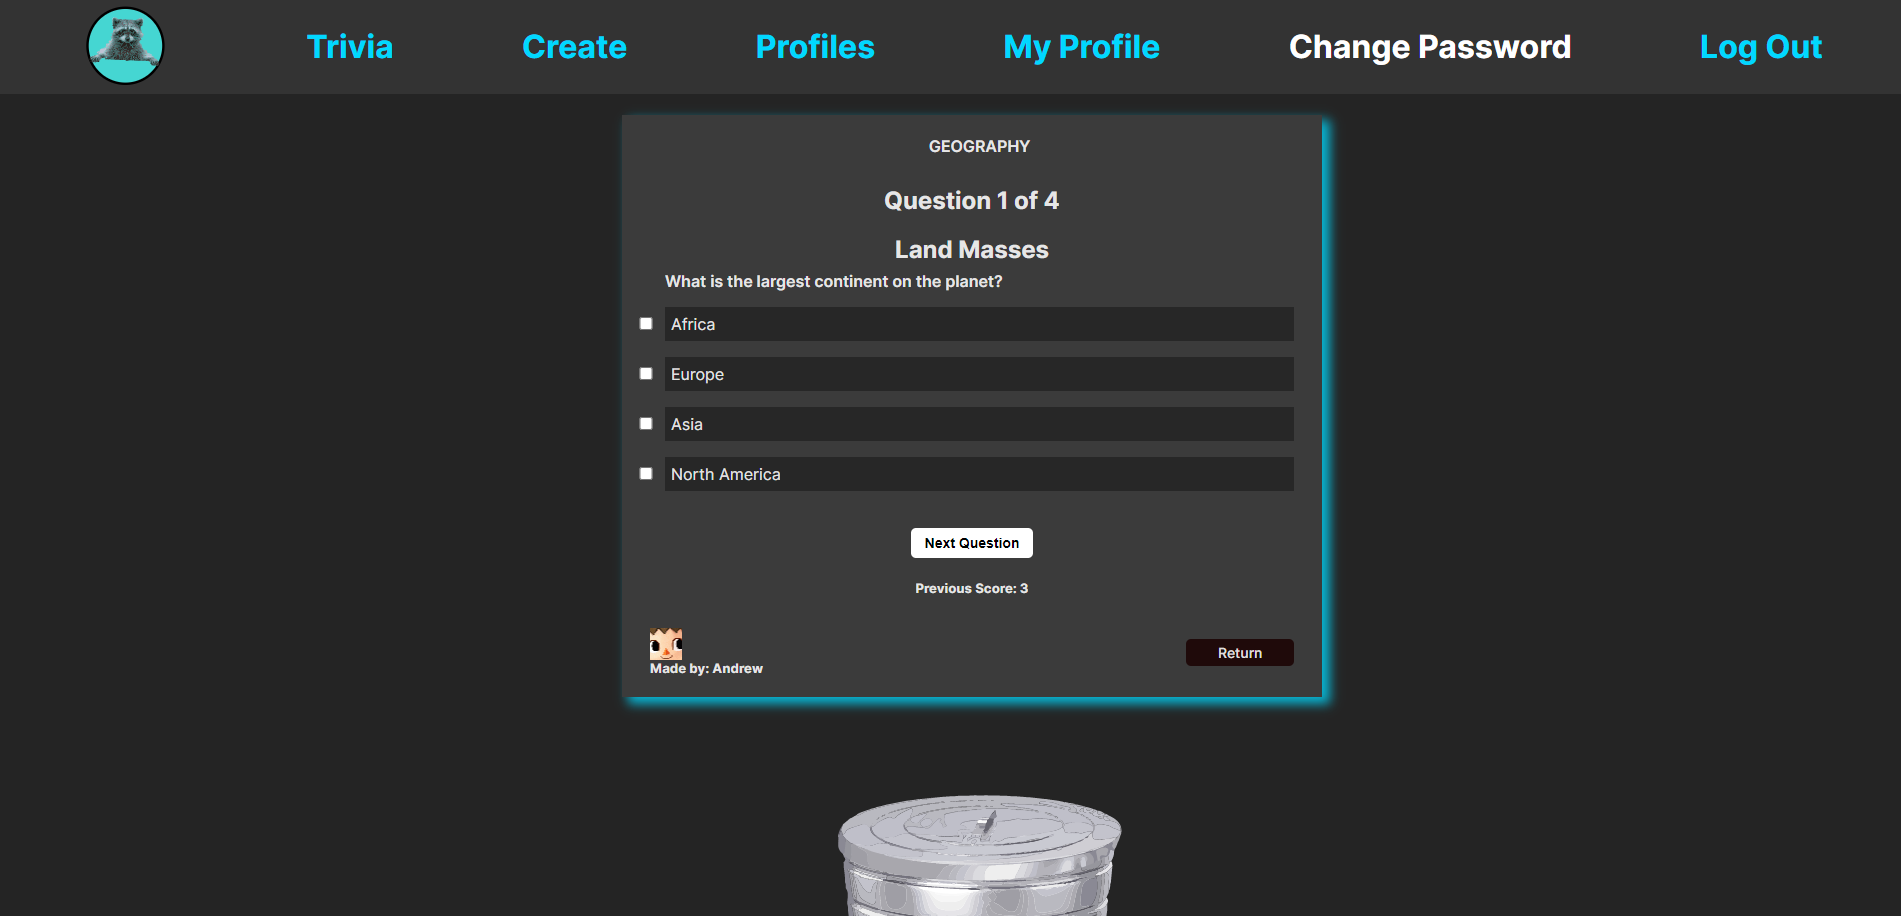 Trivia Create Profiles My Profile Change Password Log Out
GEOGRAPHY
Question 1 of 4
Land Masses
What is the largest continent on the planet?
Africa
Europe
Asia
North America
Next Question
Previous Score: 3
Made by: Andrew
Return